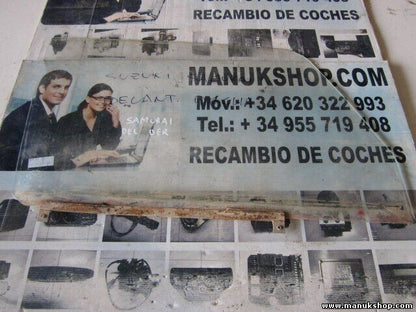 RECAMBIO DE COCHES
SUZUKI
MANUKSHOP.COM
Móv.: +34 620 322 993
DELANT.
SAMURAI
DEL DER
Tel.: + 34 955 719 408
RECAMBIO DE COCHES
www.manukshop.com